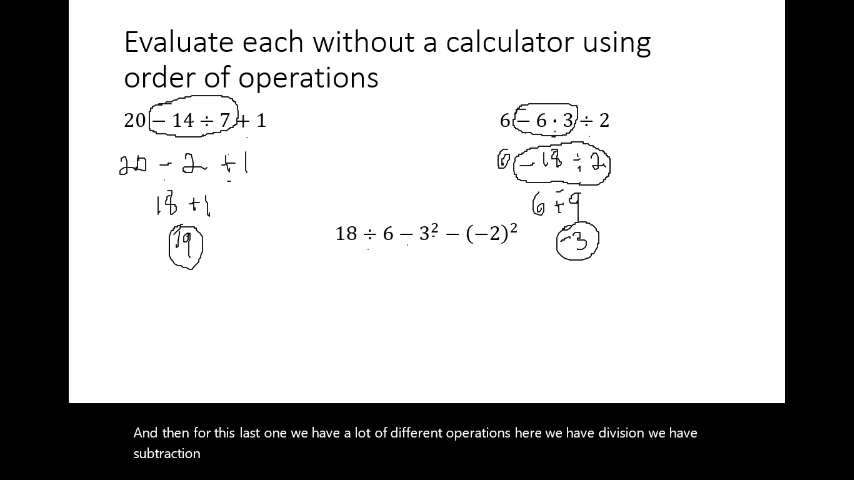 Evaluate each without a calculator using
order of operations
20 − 14 ÷ 7 + 1
20 - 2 + 1
18 + 1
19
6 − 6 · 3 ÷ 2
6 - 18 ÷ 2
6 + -9
-3
18 ÷ 6 − 3² − (−2)²
And then for this last one we have a lot of different operations here we have division we have
subtraction